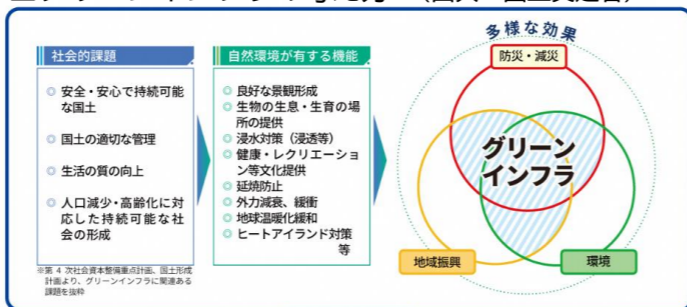 社会的課題
◎ 安全・安心で持続可能
な国土
◎ 国土の適切な管理
◎ 生活の質の向上
◎ 人口減少・高齢化に対
応した持続可能な社
会の形成
※第 4 次社会資本整備重点計画、国土形成
計画より、グリーンインフラに関連ある
課題を抜粋
自然環境が有する機能
◎ 良好な景観形成
◎ 生物の生息・生育の場
所の提供
◎ 浸水対策（浸透等）
◎ 健康・レクリエーショ
ン等文化提供
◎ 延焼防止
◎ 外力減衰、緩衝
◎ 地球温暖化緩和
◎ ヒートアイランド対策
等
多様な効果
防災・減災
グリーン
インフラ
地域振興
環境